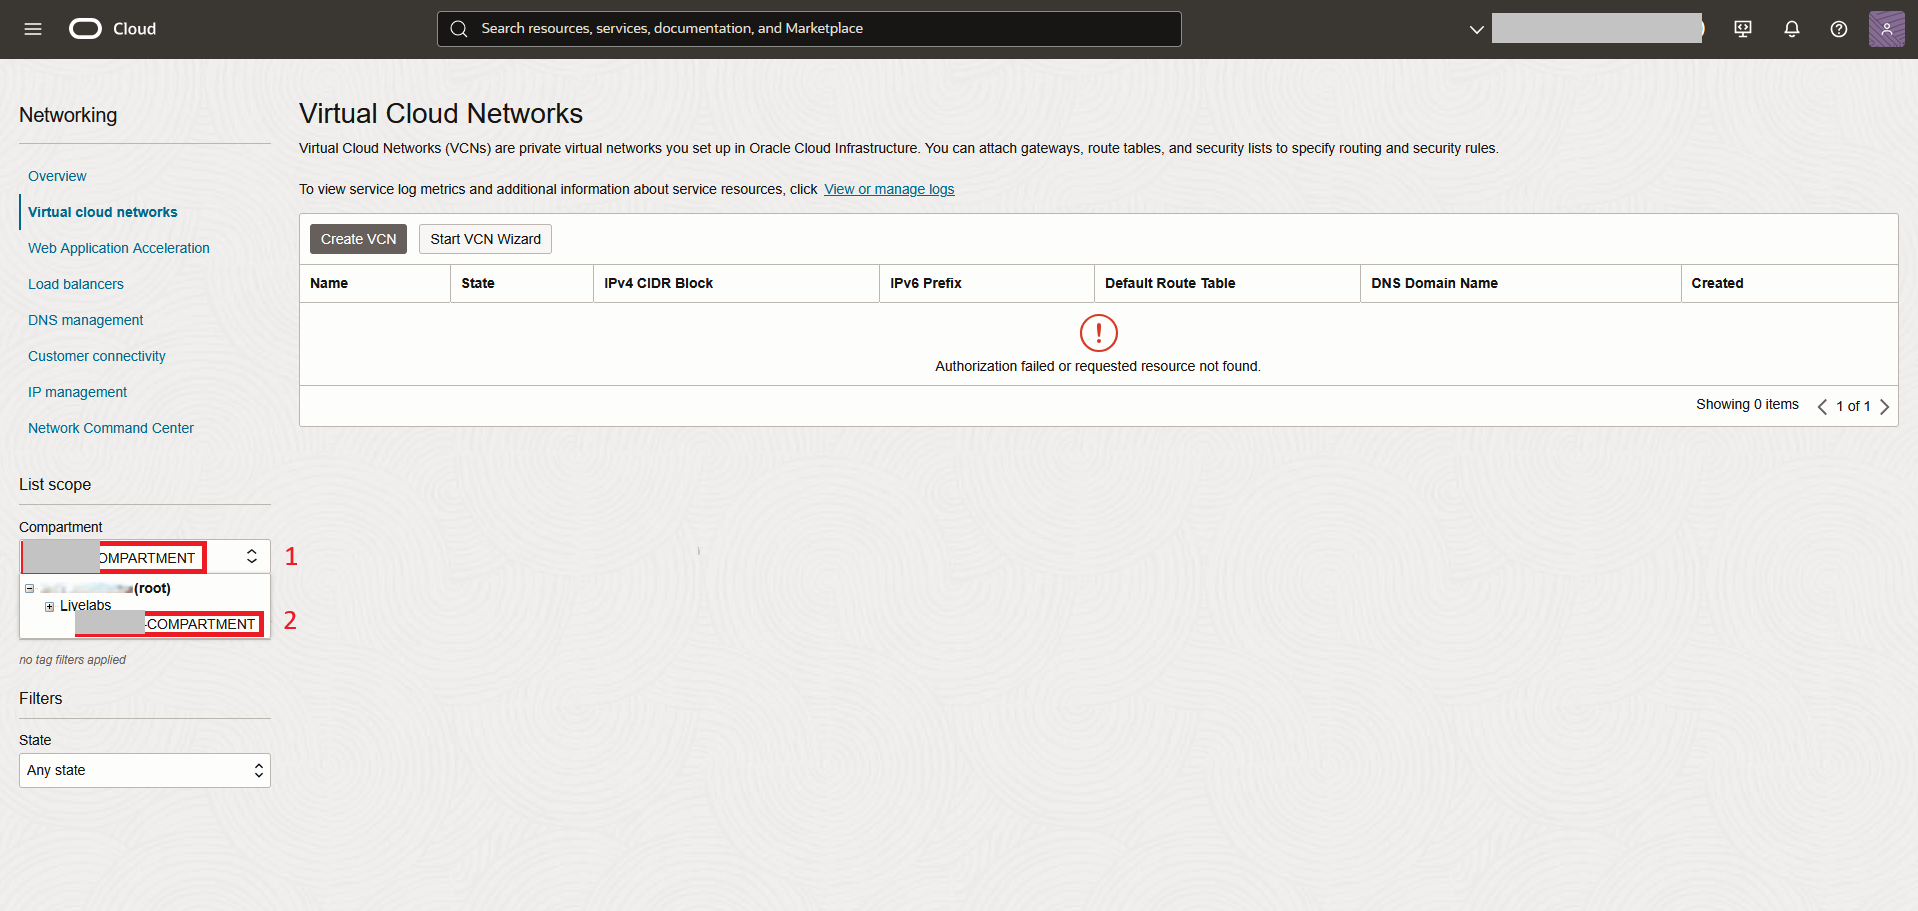 Cloud
Search resources, services, documentation, and Marketplace
Networking
Overview
Virtual cloud networks
Web Application Acceleration
Load balancers
DNS management
Customer connectivity
IP management
Network Command Center
List scope
Compartment
OMPARTMENT
1
(root)
Livelabs
-COMPARTMENT
2
no tag filters applied
Filters
State
Any state
Virtual Cloud Networks
Virtual Cloud Networks (VCNs) are private virtual networks you set up in Oracle Cloud Infrastructure. You can attach gateways, route tables, and security lists to specify routing and security rules.
To view service log metrics and additional information about service resources, click View or manage logs
Create VCN Start VCN Wizard
Name State IPv4 CIDR Block IPv6 Prefix Default Route Table DNS Domain Name Created
Authorization failed or requested resource not found.
Showing 0 items 1 of 1